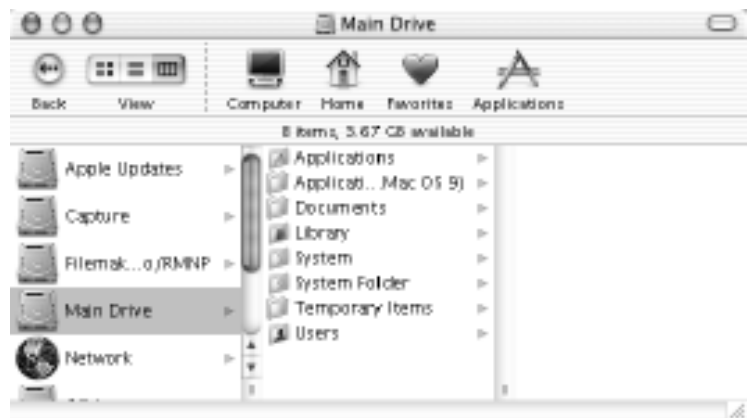 Main Drive
Back View Computer Home Favorites Applications
8 items, 3.67 GB available
Apple Updates
Capture
Filemak...o/RMNP
Main Drive
Network
Applications
Applicati...Mac OS 9)
Documents
Library
System
System Folder
Temporary Items
Users